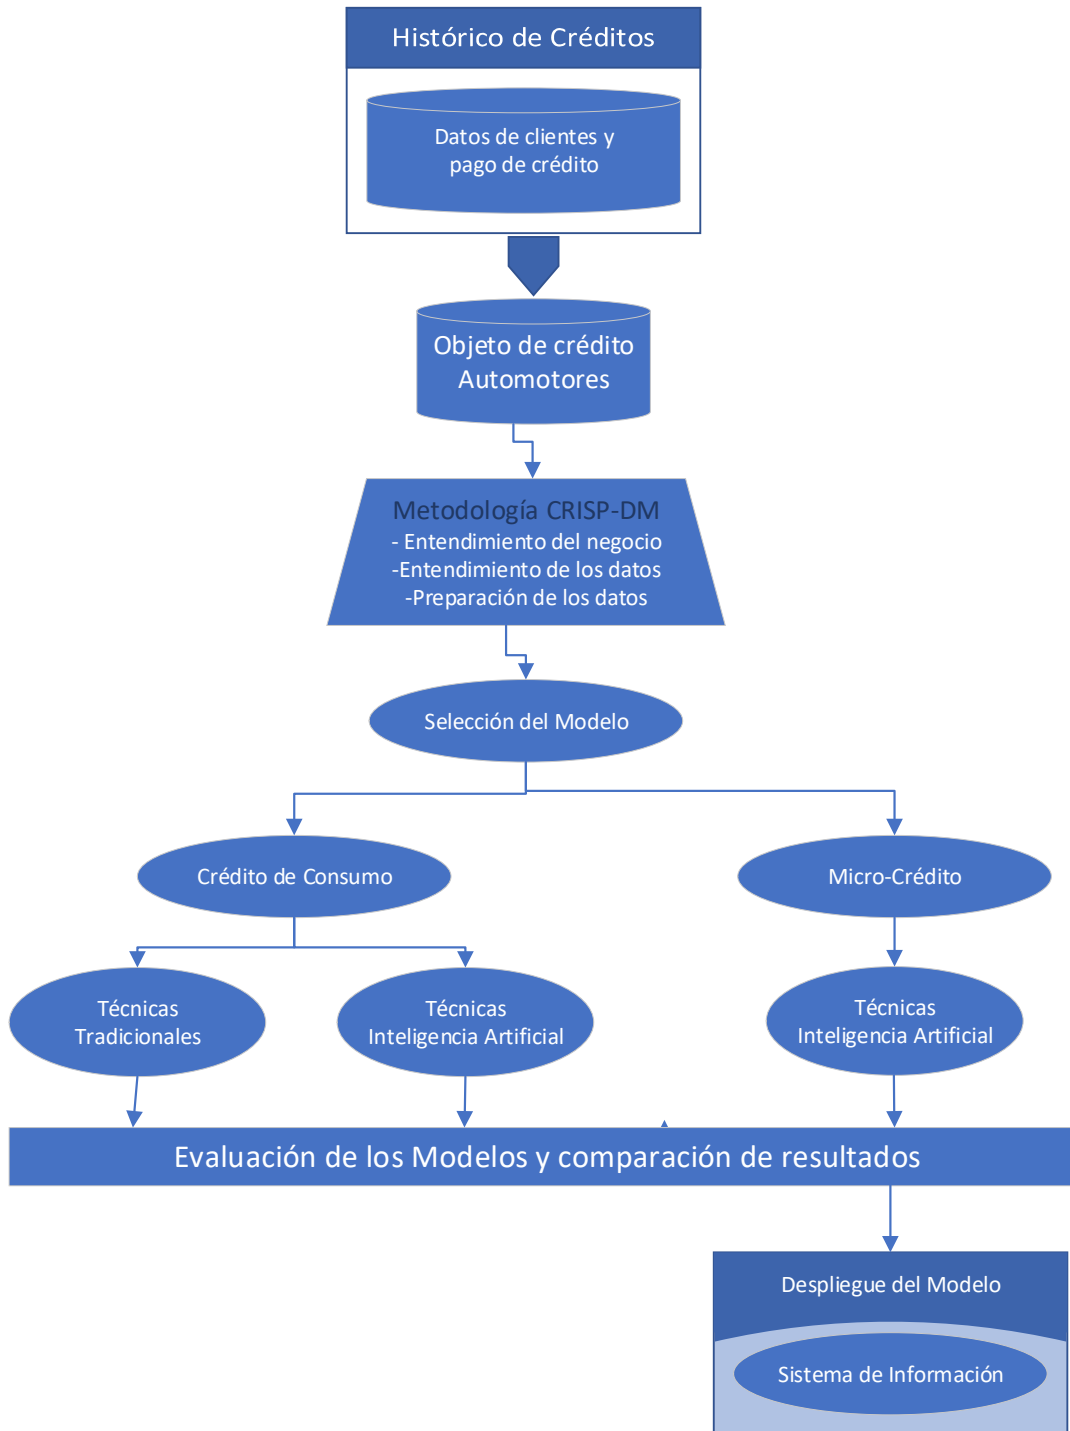 Histórico de Créditos
Datos de clientes y
pago de crédito
Objeto de crédito
Automotores
Metodología CRISP-DM
- Entendimiento del negocio
-Entendimiento de los datos
-Preparación de los datos
Selección del Modelo
Crédito de Consumo
Micro-Crédito
Técnicas
Tradicionales
Técnicas
Inteligencia Artificial
Técnicas
Inteligencia Artificial
Evaluación de los Modelos y comparación de resultados
Despliegue del Modelo
Sistema de Información